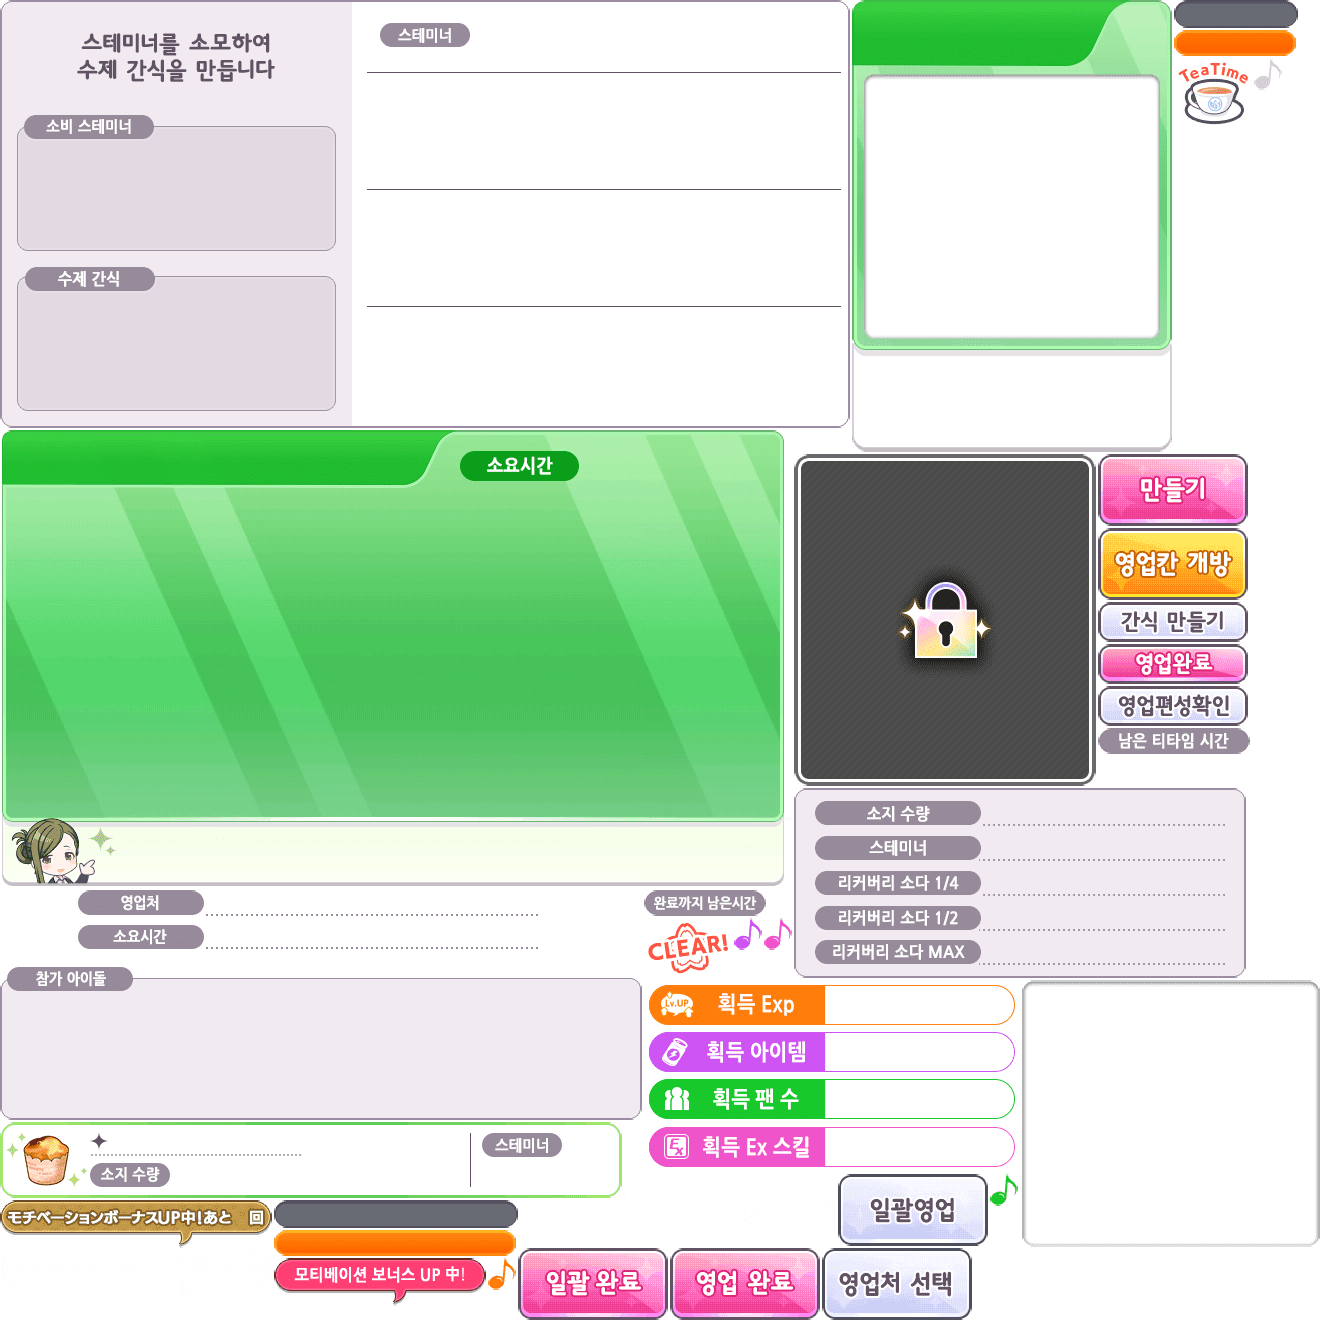 스테미너를 소모하여
수제 간식을 만듭니다
소비 스테미너
수제 간식
스테미너
TeaTime
소요시간
만들기
영업칸 개방
간식 만들기
영업완료
영업편성확인
남은 티타임 시간
소지 수량
스테미너
리커버리 소다 1/4
리커버리 소다 1/2
리커버리 소다 MAX
영업처
소요시간
완료까지 남은시간
CLEAR!
참가 아이돌
Lv.UP
획득 Exp
획득 아이템
획득 팬 수
Ex
획득 Ex 스킬
스테미너
소지 수량
モチベーションボーナスUP中!あと 回
모티베이션 보너스 UP 中!
일괄영업
일괄 완료
영업 완료
영업처 선택